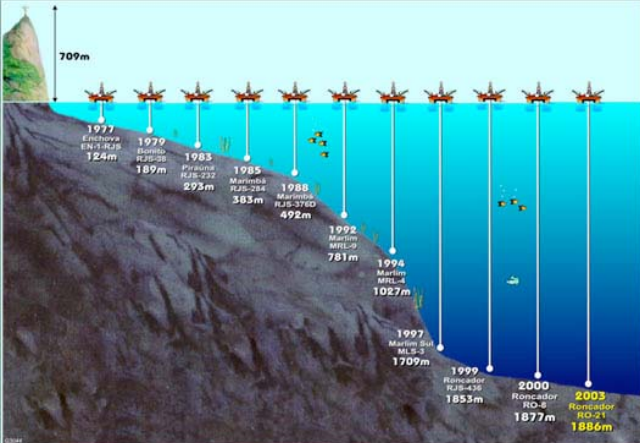 709m
1977
Enchova
EN-1-RJS
124m
1979
Bonito
RJS-38
189m
1983
Piraúna
RJS-232
293m
1985
Marimbá
RJS-284
383m
1988
Marimbá
RJS-376D
492m
1992
Marlim
MRL-9
781m
1994
Marlim
MRL-4
1027m
1997
Marlim Sul
MLS-3
1709m
1999
Roncador
RJS-436
1853m
2000
Roncador
RO-8
1877m
2003
Roncador
RO-21
1886m